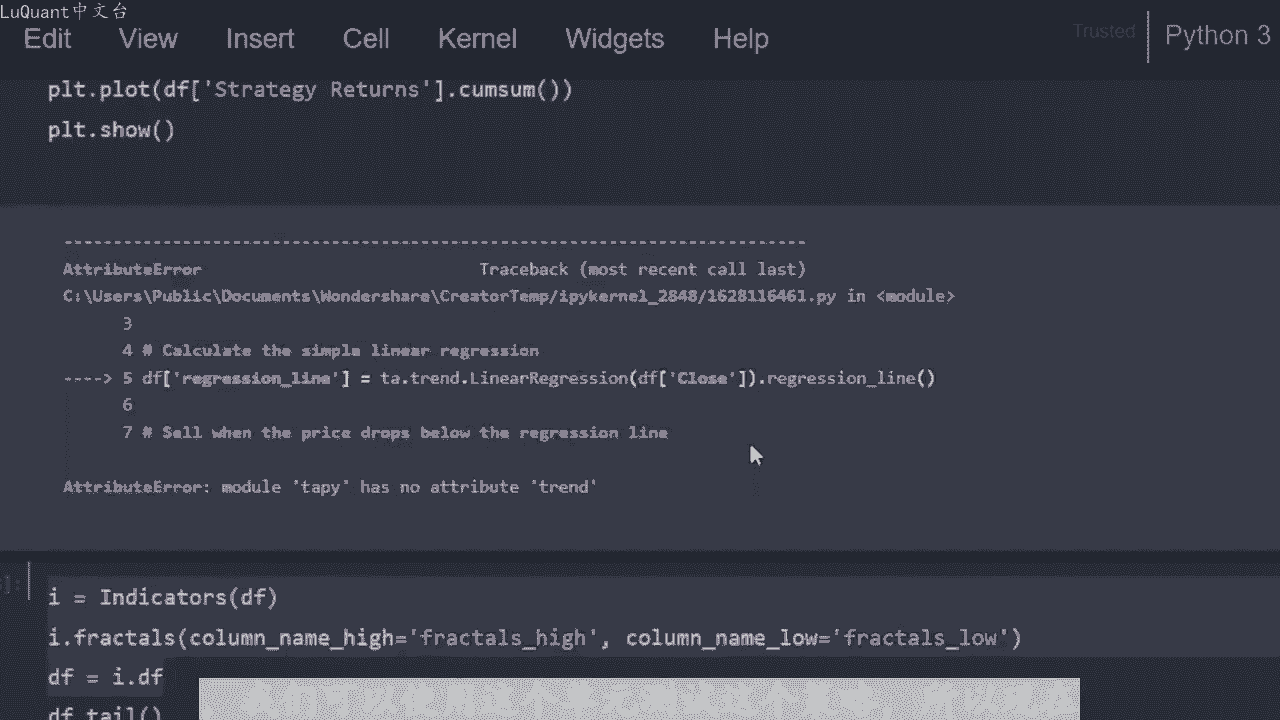 LuQuant中文台
Edit View Insert Cell Kernel Widgets Help Trusted Python 3
plt.plot(df['Strategy Returns'].cumsum())
plt.show()
---------------------------------------------------------------------------
AttributeError Traceback (most recent call last)
C:\Users\Public\Documents\Wondershare\CreatorTemp/ipykernel_2848/1628116461.py in <module>
3
4 # Calculate the simple linear regression
----> 5 df['regression_line'] = ta.trend.LinearRegression(df['Close']).regression_line()
6
7 # Sell when the price drops below the regression line
AttributeError: module 'tapy' has no attribute 'trend'
]:
i = Indicators(df)
i.fractals(column_name_high='fractals_high', column_name_low='fractals_low')
df = i.df
df.tail()